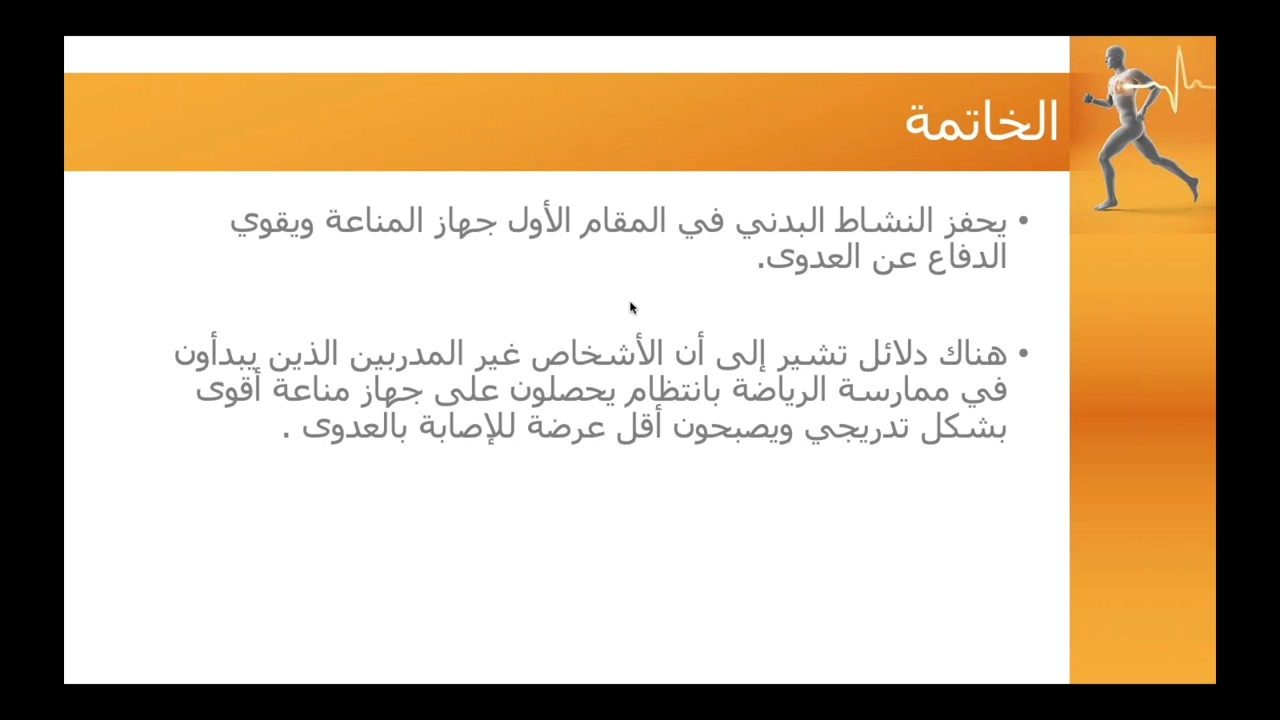 الخاتمة
• يحفز النشاط البدني في المقام الأول جهاز المناعة ويقوي
الدفاع عن العدوى.
• هناك دلائل تشير إلى أن الأشخاص غير المدربين الذين يبدأون
في ممارسة الرياضة بانتظام يحصلون على جهاز مناعة أقوى
بشكل تدريجي ويصبحون أقل عرضة للإصابة بالعدوى .